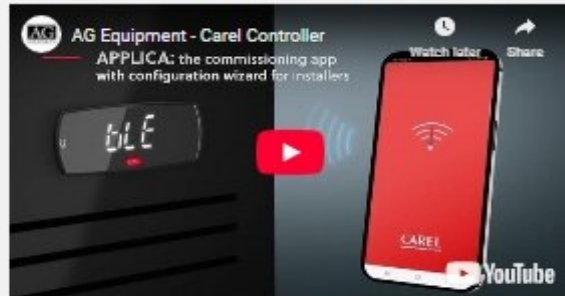 AG
AG Equipment - Carel Controller
Watch later
Share
APPLICA: the commissioning app
with configuration wizard for installers
bLE
CAREL
YouTube